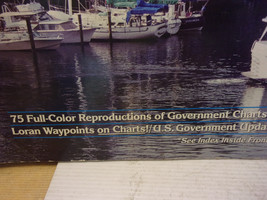 75 Full-Color Reproductions of Government Charts
Loran Waypoints on Charts!/U.S. Government Upda
*See Index Inside Fron